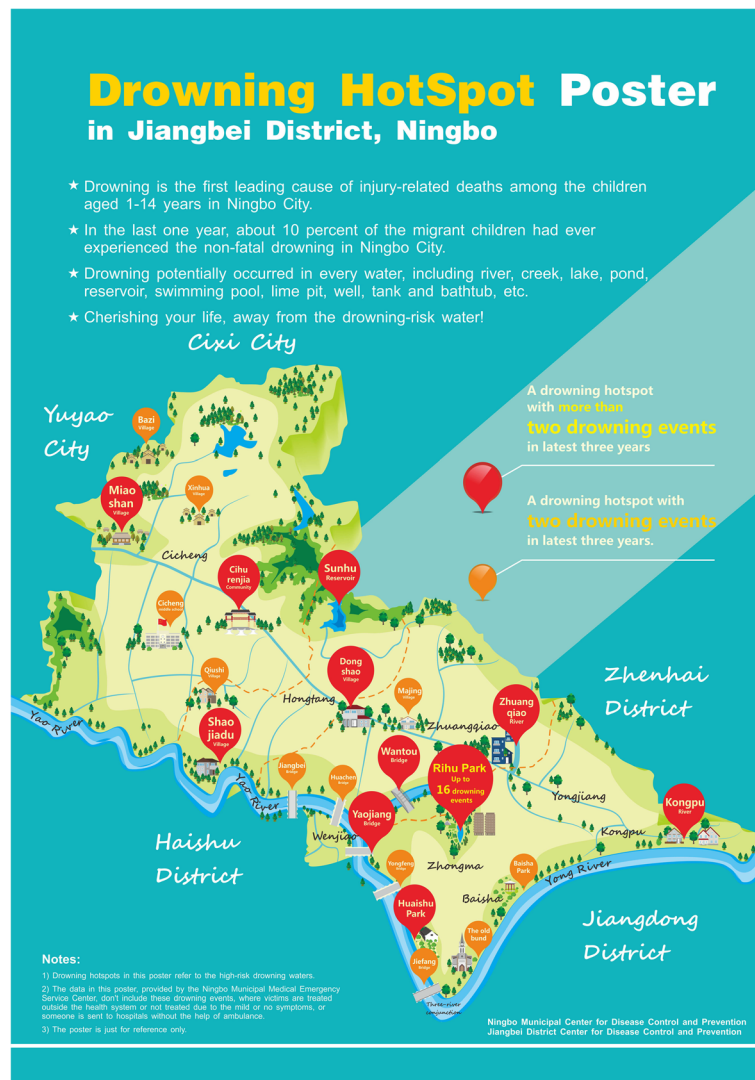 Drowning HotSpot Poster
in Jiangbei District, Ningbo
★ Drowning is the first leading cause of injury-related deaths among the children
aged 1-14 years in Ningbo City.
★ In the last one year, about 10 percent of the migrant children had ever
experienced the non-fatal drowning in Ningbo City.
★ Drowning potentially occurred in every water, including river, creek, lake, pond,
reservoir, swimming pool, lime pit, well, tank and bathtub, etc.
★ Cherishing your life, away from the drowning-risk water!
Cixi City
Yuyao
City
A drowning hotspot
with more than
two drowning events
in latest three years
A drowning hotspot with
two drowning events
in latest three years.
Bazi
Village
Miao
shan
Village
Xinhua
Village
Cicheng
Cihu
renjia
Community
Sunhu
Reservoir
Cicheng
middle school
Qiushi
Village
Dong
shao
Village
Hongtang
Majing
Village
Zhuangqiao
Zhuang
qiao
River
Zhenhai
District
Yao River
Shao
jiadu
Village
Yao River
Jiangbei
Bridge
Huachen
Bridge
Wantou
Bridge
Rihu Park
Up to
16 drowning
events
Yaojiang
Bridge
Wenjiao
Yongjiang
Kongpu
Kongpu
River
Haishu
District
Yongfeng
Bridge
Zhongma
Baisha
Park
Baisha
Yong River
Huaishu
Park
The old
bund
Jiefang
Bridge
Three-river
conjunction
Jiangdong
District
Notes:
1) Drowning hotspots in this poster refer to the high-risk drowning waters.
2) The data in this poster, provided by the Ningbo Municipal Medical Emergency
Service Center, don't include these drowning events, where victims are treated
outside the health system or not treated due to the mild or no symptoms, or
someone is sent to hospitals without the help of ambulance.
3) The poster is just for reference only.
Ningbo Municipal Center for Disease Control and Prevention
Jiangbei District Center for Disease Control and Prevention